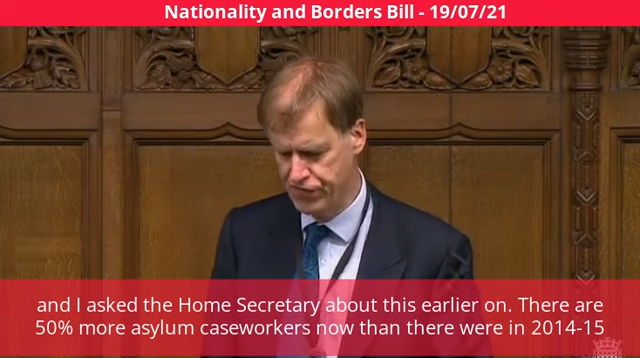 Nationality and Borders Bill - 19/07/21
and I asked the Home Secretary about this earlier on. There are
50% more asylum caseworkers now than there were in 2014-15